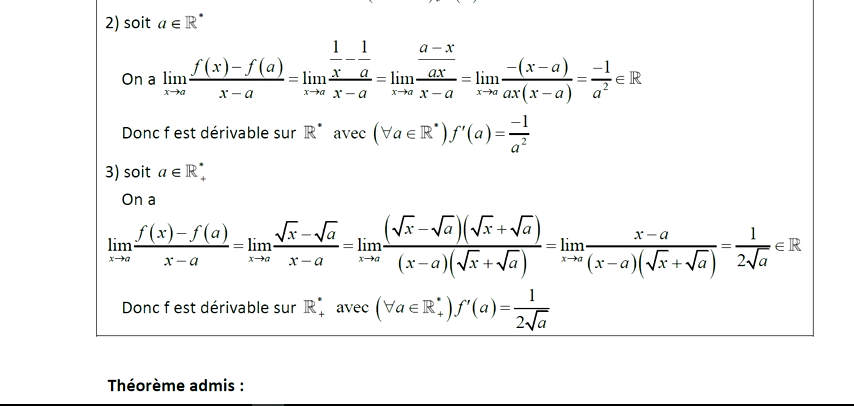 2) soit a ∈ ℝ*
On a lim_{x→a} (f(x)−f(a))/(x−a) = lim_{x→a} (1/x − 1/a)/(x−a) = lim_{x→a} ((a−x)/(ax))/(x−a) = lim_{x→a} (−(x−a))/(ax(x−a)) = (−1)/a² ∈ ℝ
Donc f est dérivable sur ℝ* avec (∀a ∈ ℝ*) f'(a) = (−1)/a²
3) soit a ∈ ℝ₊*
On a
lim_{x→a} (f(x)−f(a))/(x−a) = lim_{x→a} (√x−√a)/(x−a) = lim_{x→a} ((√x−√a)(√x+√a))/((x−a)(√x+√a)) = lim_{x→a} (x−a)/((x−a)(√x+√a)) = 1/(2√a) ∈ ℝ
Donc f est dérivable sur ℝ₊* avec (∀a ∈ ℝ₊*) f'(a) = 1/(2√a)
Théorème admis :